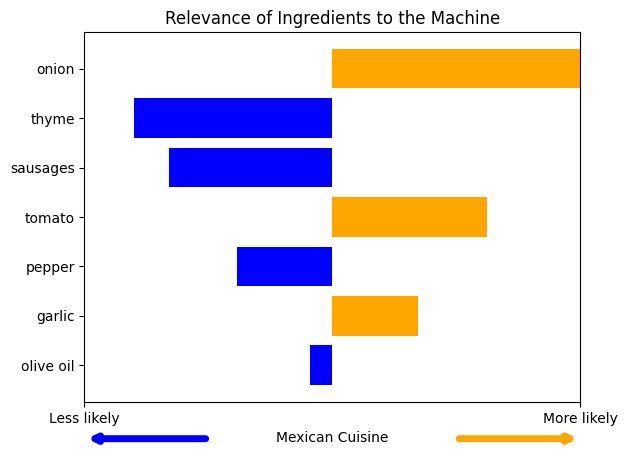 Relevance of Ingredients to the Machine
onion
thyme
sausages
tomato
pepper
garlic
olive oil
Less likely
More likely
Mexican Cuisine